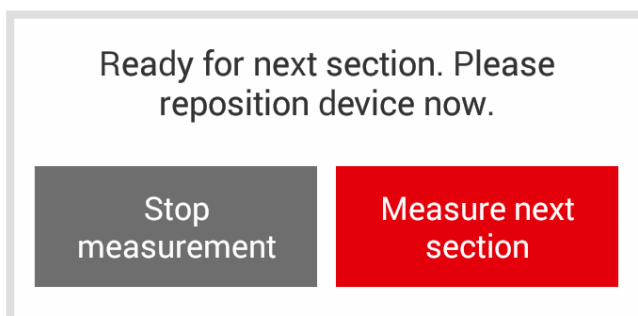 Ready for next section. Please
reposition device now.
Stop
measurement
Measure next
section